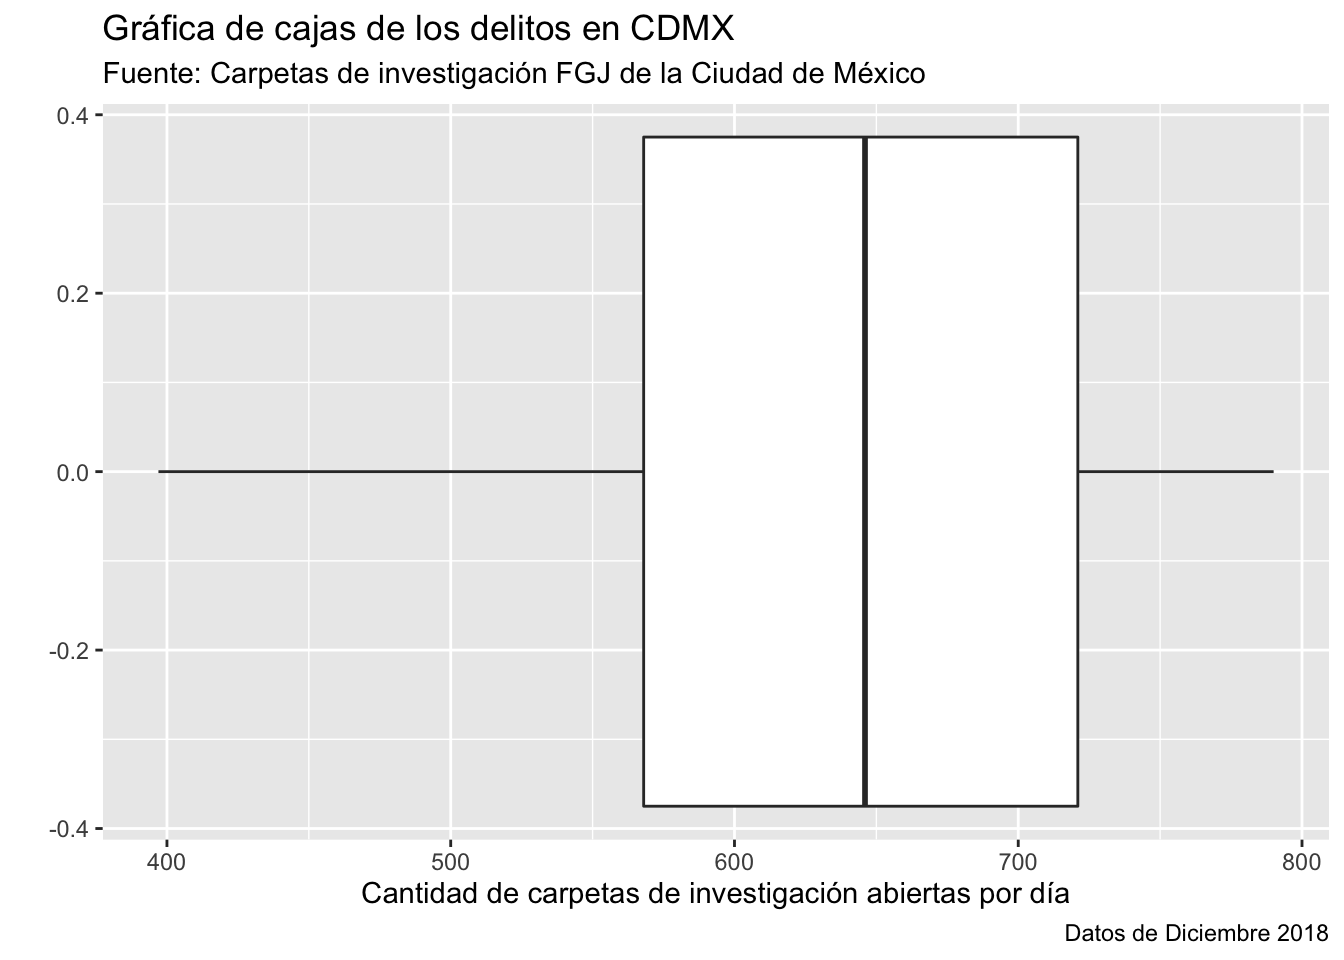 Gráfica de cajas de los delitos en CDMX
Fuente: Carpetas de investigación FGJ de la Ciudad de México
0.4
0.2
0.0
-0.2
-0.4
400 500 600 700 800
Cantidad de carpetas de investigación abiertas por día
Datos de Diciembre 2018